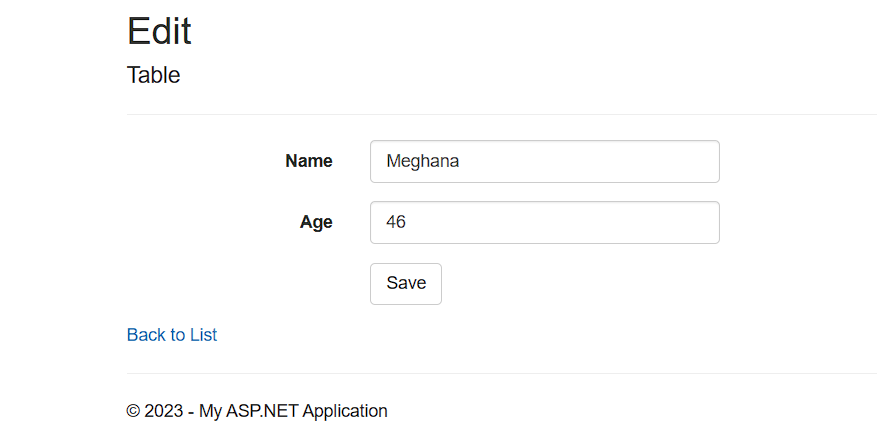 Edit
Table
Name Meghana
Age 46
Save
Back to List
© 2023 - My ASP.NET Application